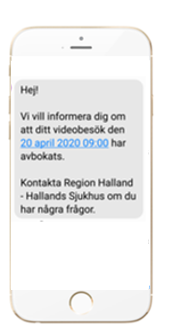 Hej!
Vi vill informera dig om
att ditt videobesök den
20 april 2020 09:00 har
avbokats.
Kontakta Region Halland
- Hallands Sjukhus om du
har några frågor.